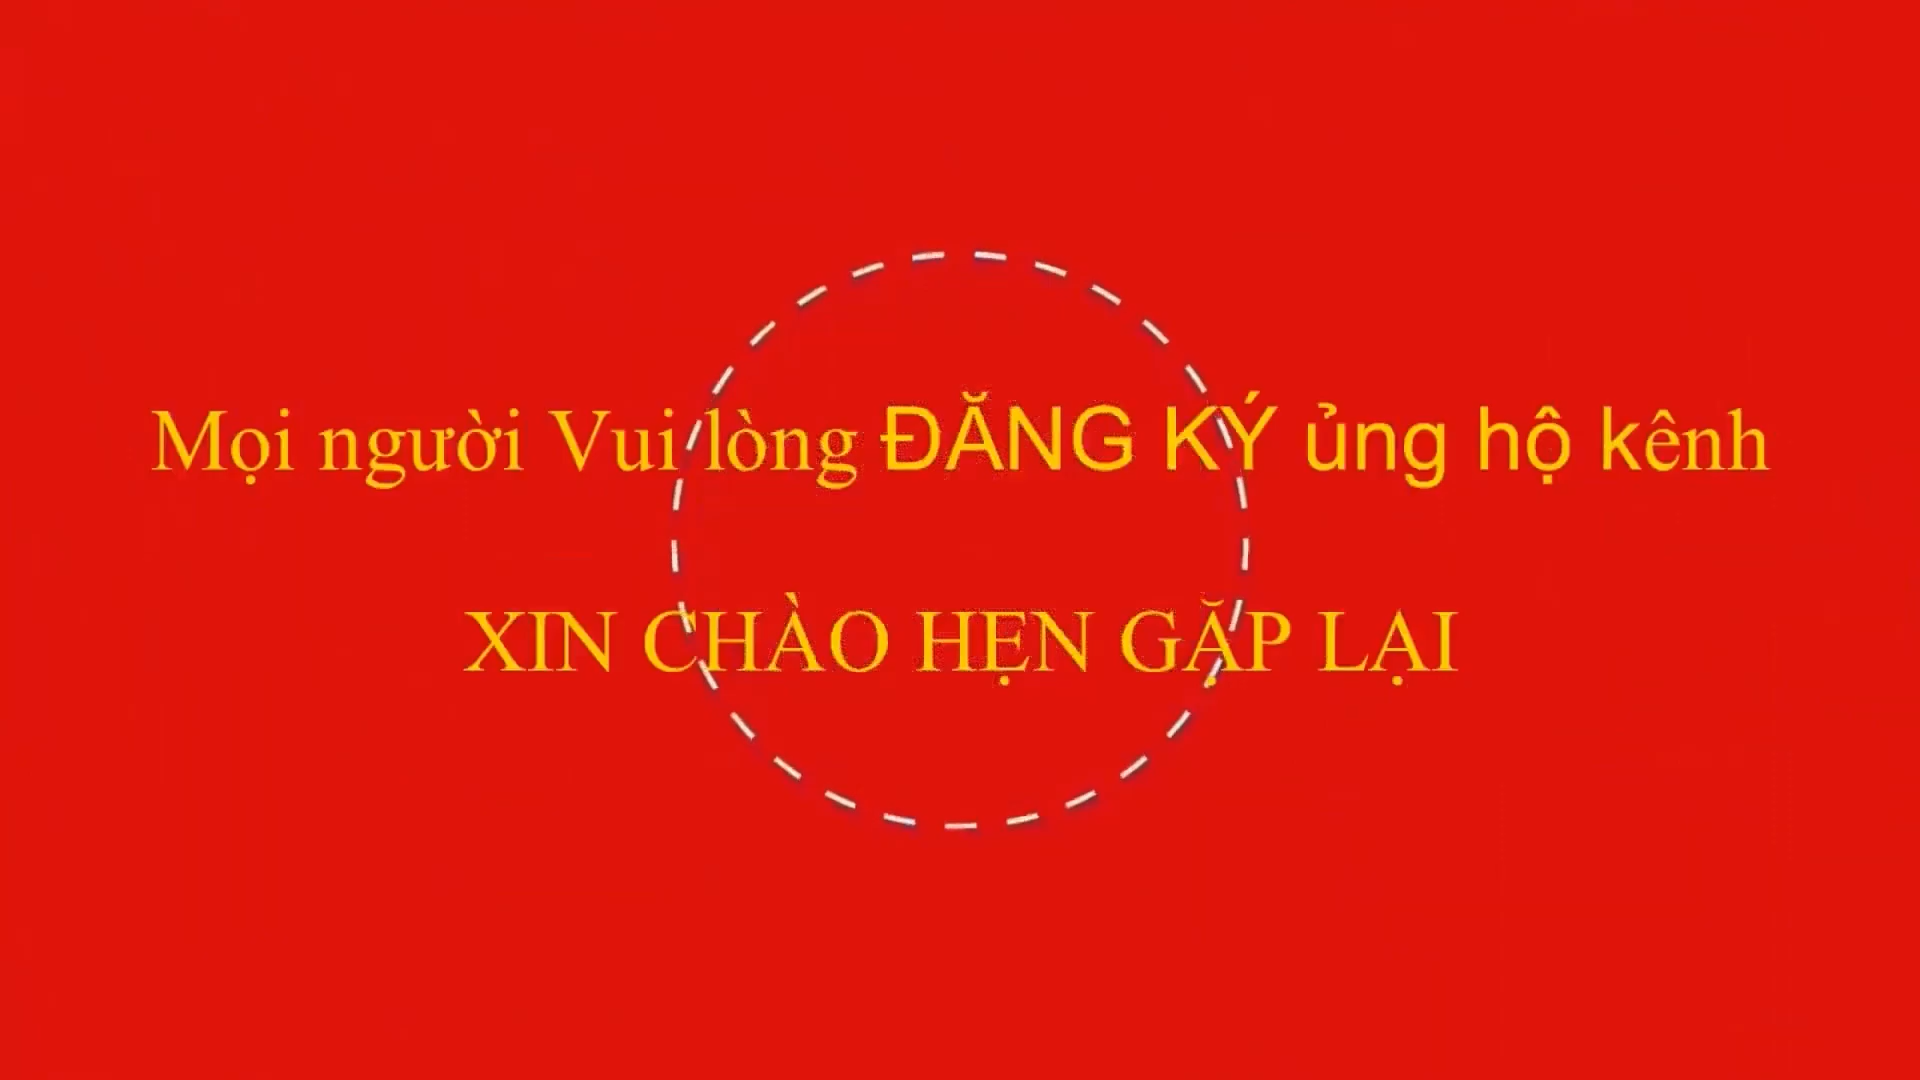 Mọi người Vui lòng ĐĂNG KÝ ủng hộ kênh
XIN CHÀO HẸN GẶP LẠI